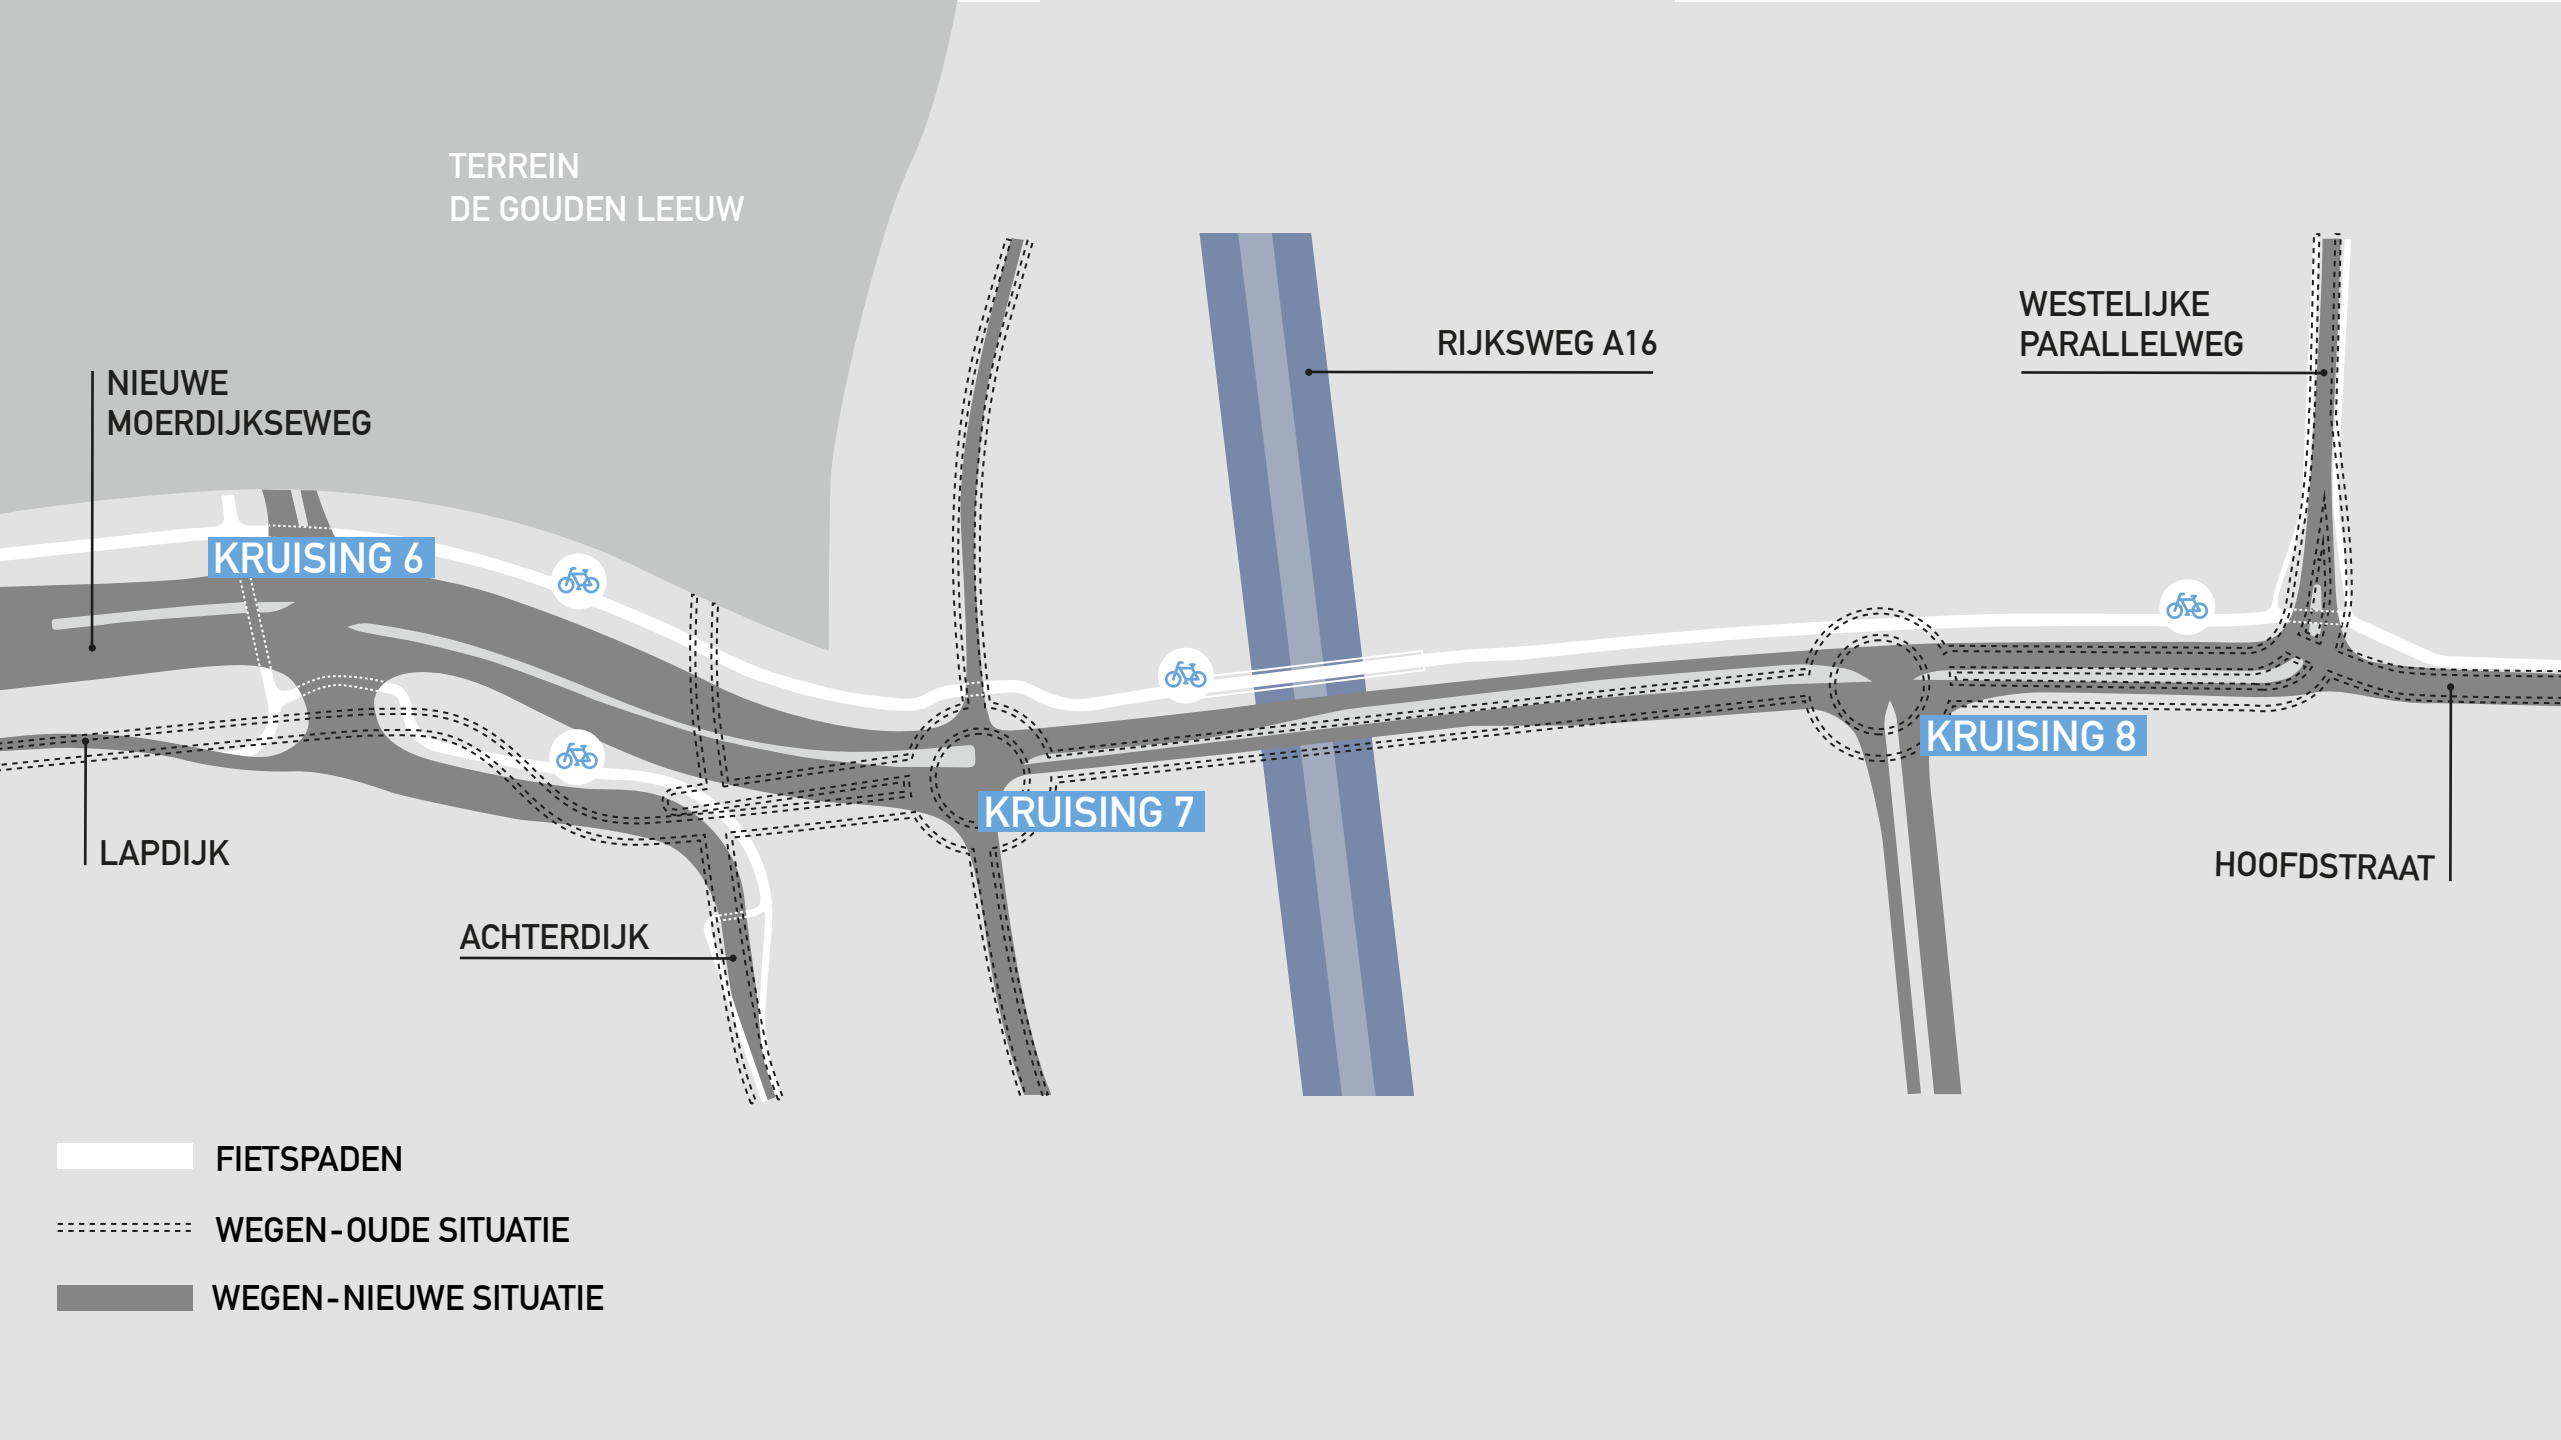 TERREIN
DE GOUDEN LEEUW
WESTELIJKE
PARALLELWEG
RIJKSWEG A16
NIEUWE
MOERDIJKSEWEG
KRUISING 6
KRUISING 8
KRUISING 7
LAPDIJK
HOOFDSTRAAT
ACHTERDIJK
FIETSPADEN
WEGEN-OUDE SITUATIE
WEGEN-NIEUWE SITUATIE